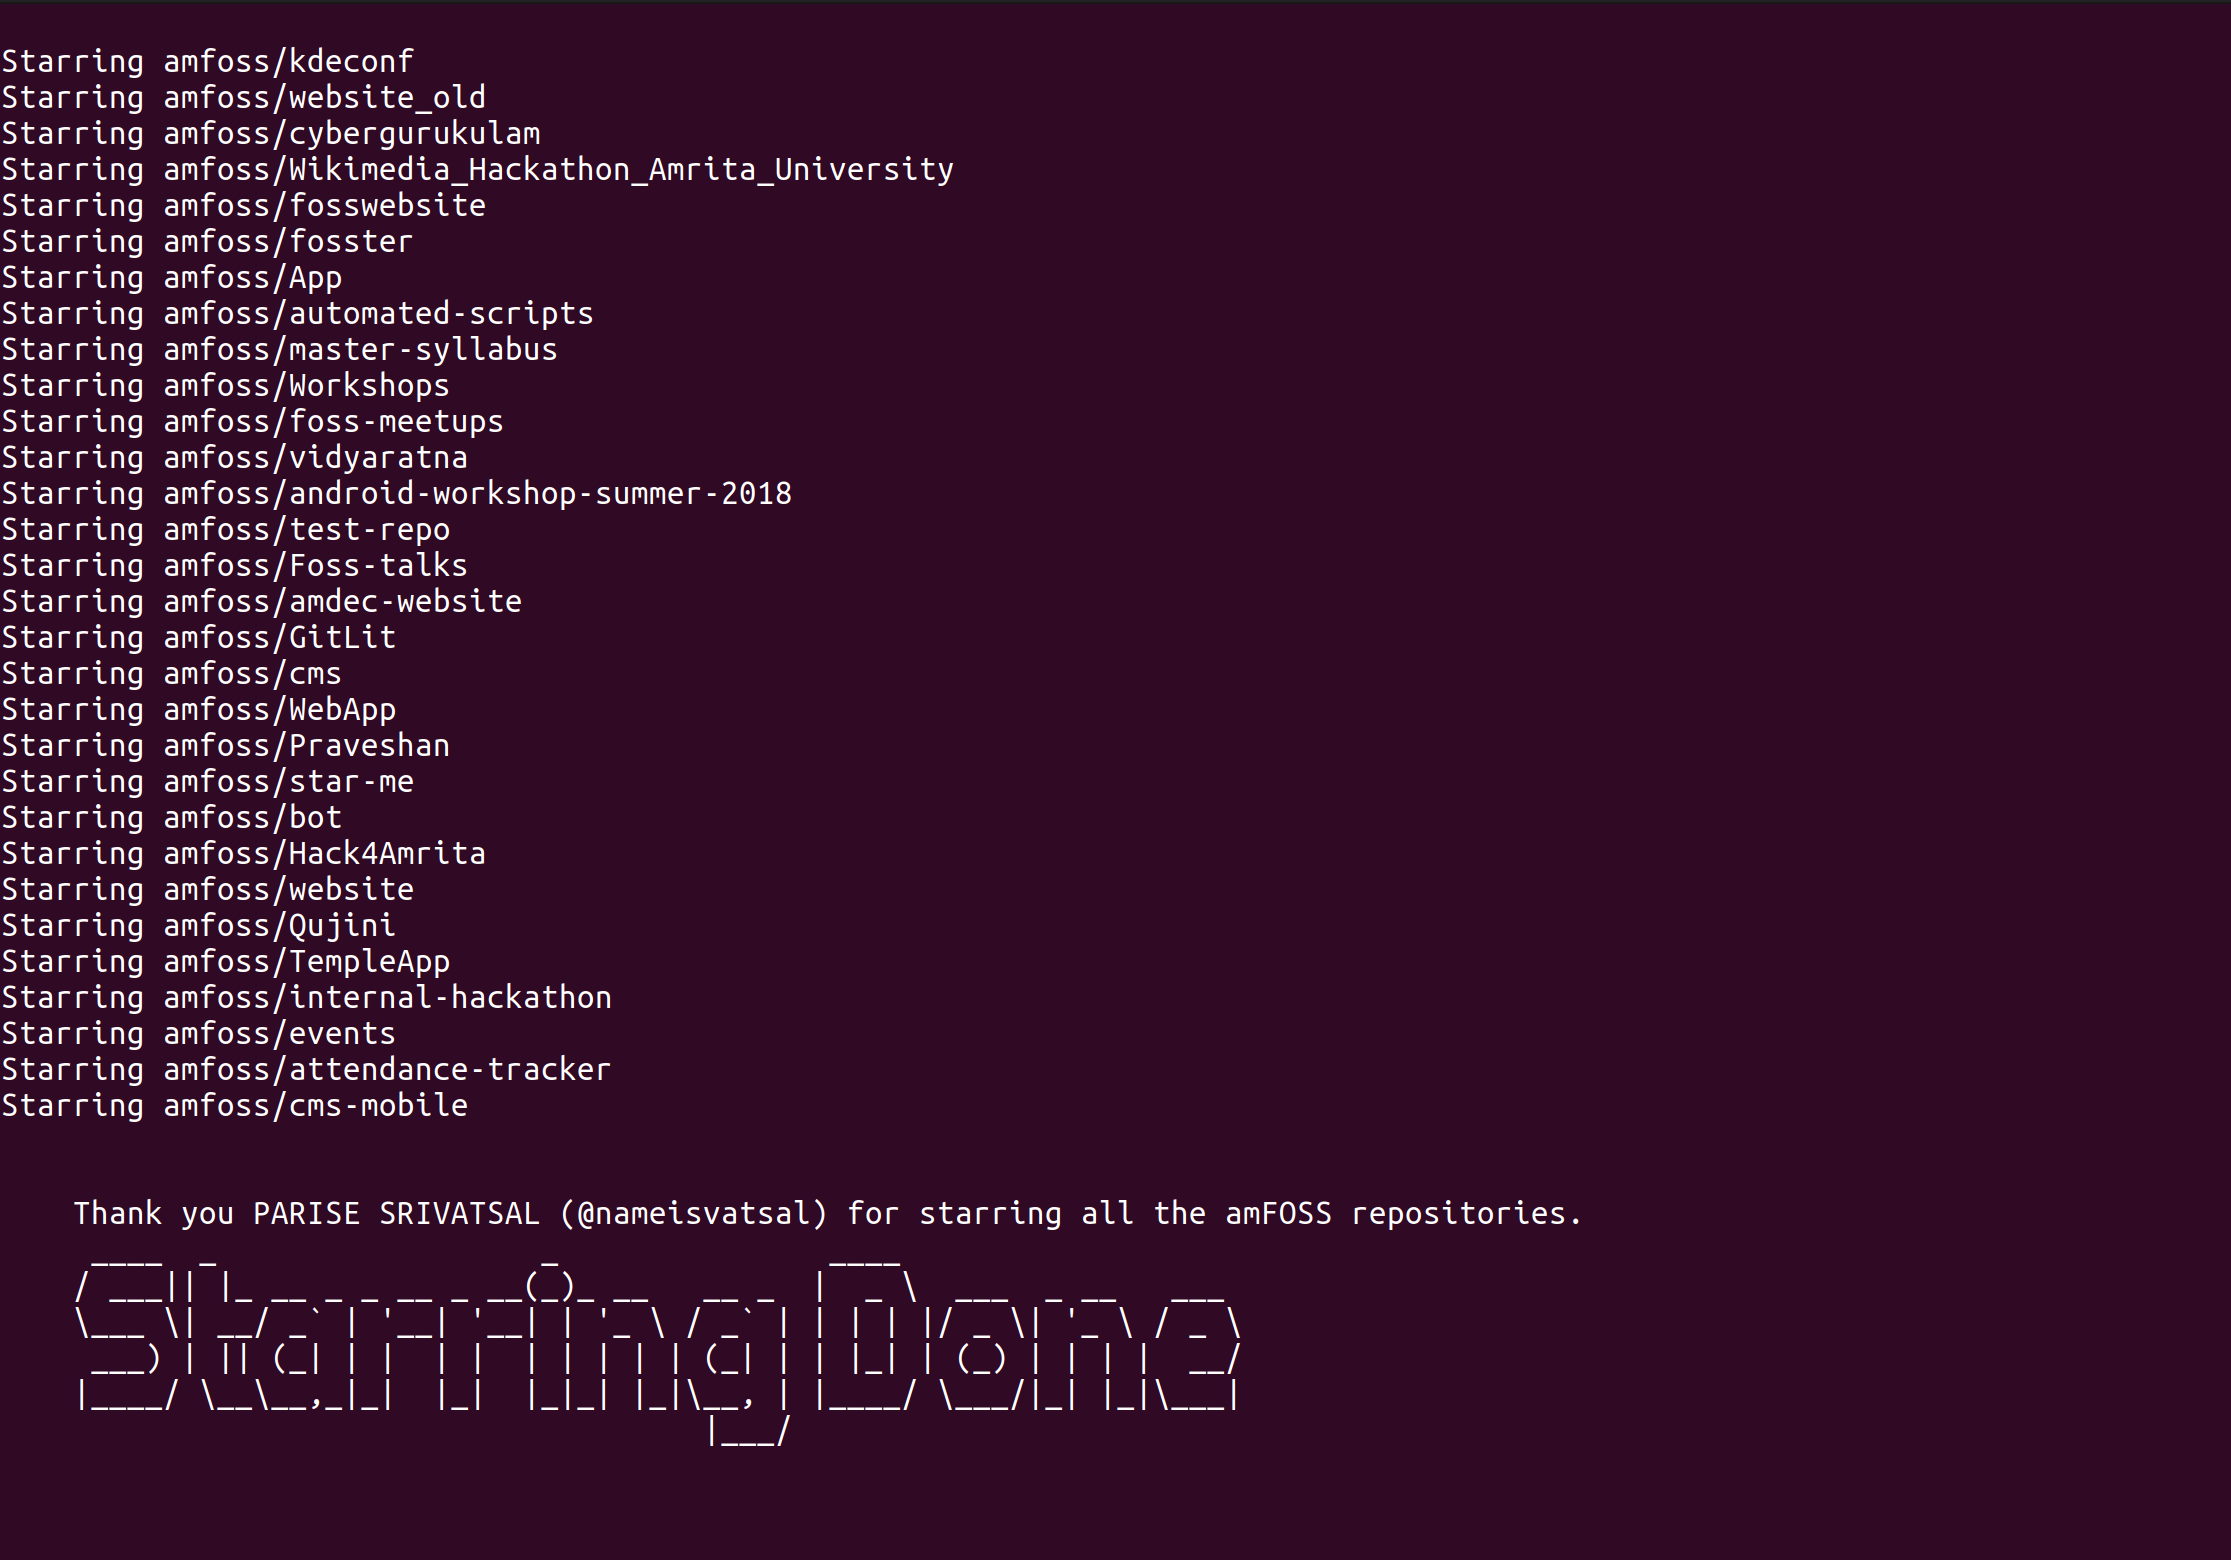 Starring amfoss/kdeconf
Starring amfoss/website_old
Starring amfoss/cybergurukulam
Starring amfoss/Wikimedia_Hackathon_Amrita_University
Starring amfoss/fosswebsite
Starring amfoss/fosster
Starring amfoss/App
Starring amfoss/automated-scripts
Starring amfoss/master-syllabus
Starring amfoss/Workshops
Starring amfoss/foss-meetups
Starring amfoss/vidyaratna
Starring amfoss/android-workshop-summer-2018
Starring amfoss/test-repo
Starring amfoss/Foss-talks
Starring amfoss/amdec-website
Starring amfoss/GitLit
Starring amfoss/cms
Starring amfoss/WebApp
Starring amfoss/Praveshan
Starring amfoss/star-me
Starring amfoss/bot
Starring amfoss/Hack4Amrita
Starring amfoss/website
Starring amfoss/Qujini
Starring amfoss/TempleApp
Starring amfoss/internal-hackathon
Starring amfoss/events
Starring amfoss/attendance-tracker
Starring amfoss/cms-mobile
Thank you PARISE SRIVATSAL (@nameisvatsal) for starring all the amFOSS repositories.
Starring Done